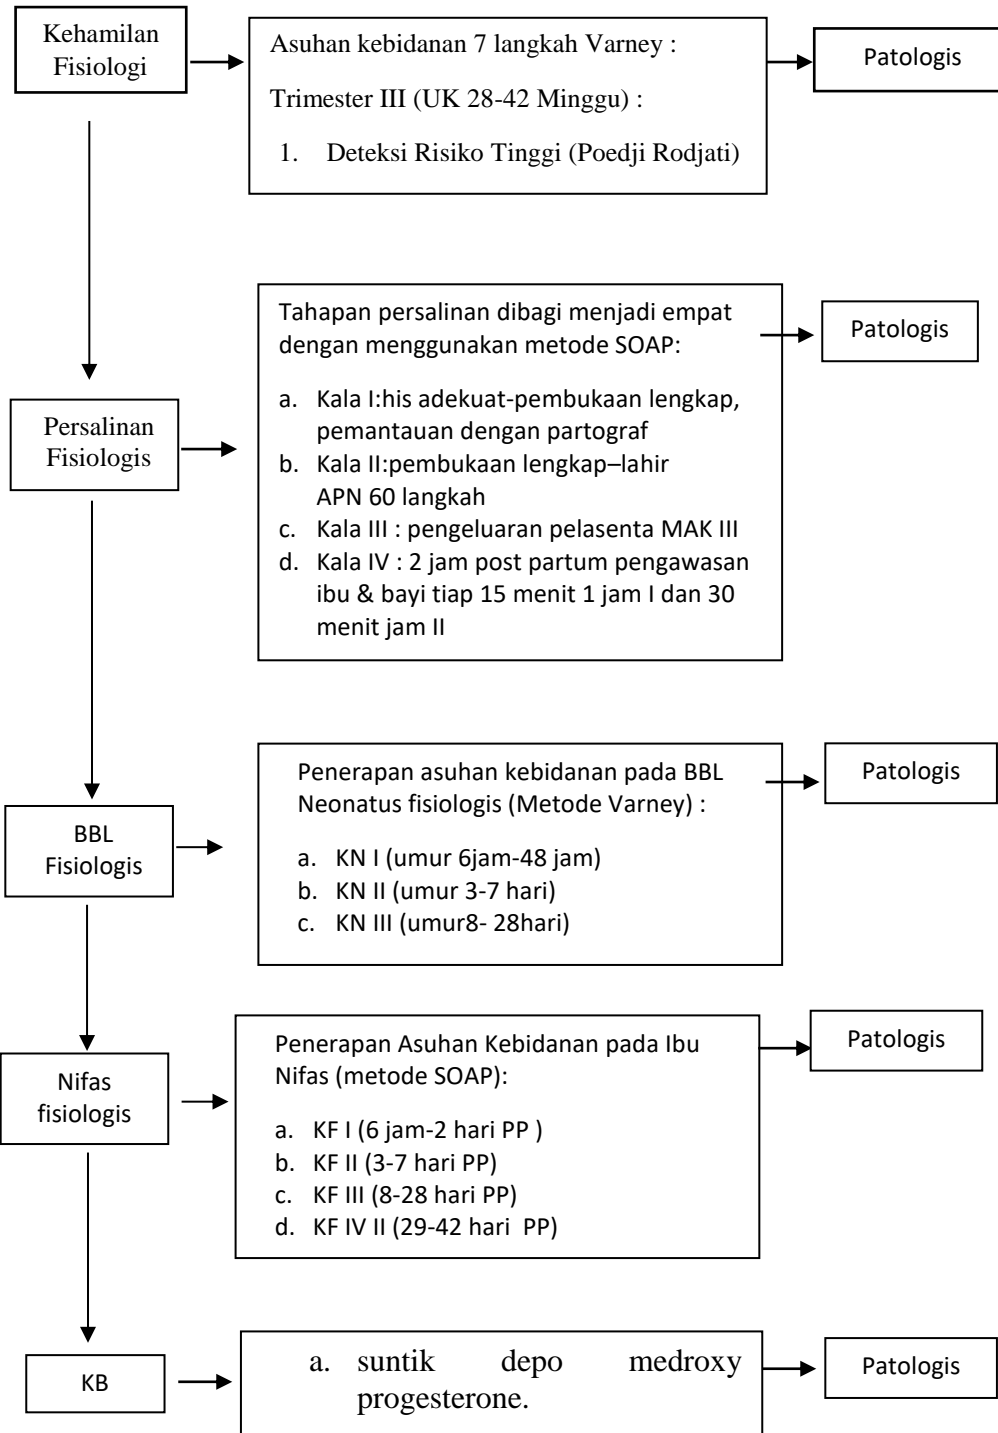 Kehamilan
Fisiologi
Asuhan kebidanan 7 langkah Varney :
Trimester III (UK 28-42 Minggu) :
1. Deteksi Risiko Tinggi (Poedji Rodjati)
Patologis
Persalinan
Fisiologis
Tahapan persalinan dibagi menjadi empat
dengan menggunakan metode SOAP:
a. Kala I:his adekuat-pembukaan lengkap,
pemantauan dengan partograf
b. Kala II:pembukaan lengkap–lahir
APN 60 langkah
c. Kala III : pengeluaran pelasenta MAK III
d. Kala IV : 2 jam post partum pengawasan
ibu & bayi tiap 15 menit 1 jam I dan 30
menit jam II
Patologis
BBL
Fisiologis
Penerapan asuhan kebidanan pada BBL
Neonatus fisiologis (Metode Varney) :
a. KN I (umur 6jam-48 jam)
b. KN II (umur 3-7 hari)
c. KN III (umur8- 28hari)
Patologis
Nifas
fisiologis
Penerapan Asuhan Kebidanan pada Ibu
Nifas (metode SOAP):
a. KF I (6 jam-2 hari PP )
b. KF II (3-7 hari PP)
c. KF III (8-28 hari PP)
d. KF IV II (29-42 hari PP)
Patologis
KB
a. suntik depo medroxy
progesterone.
Patologis